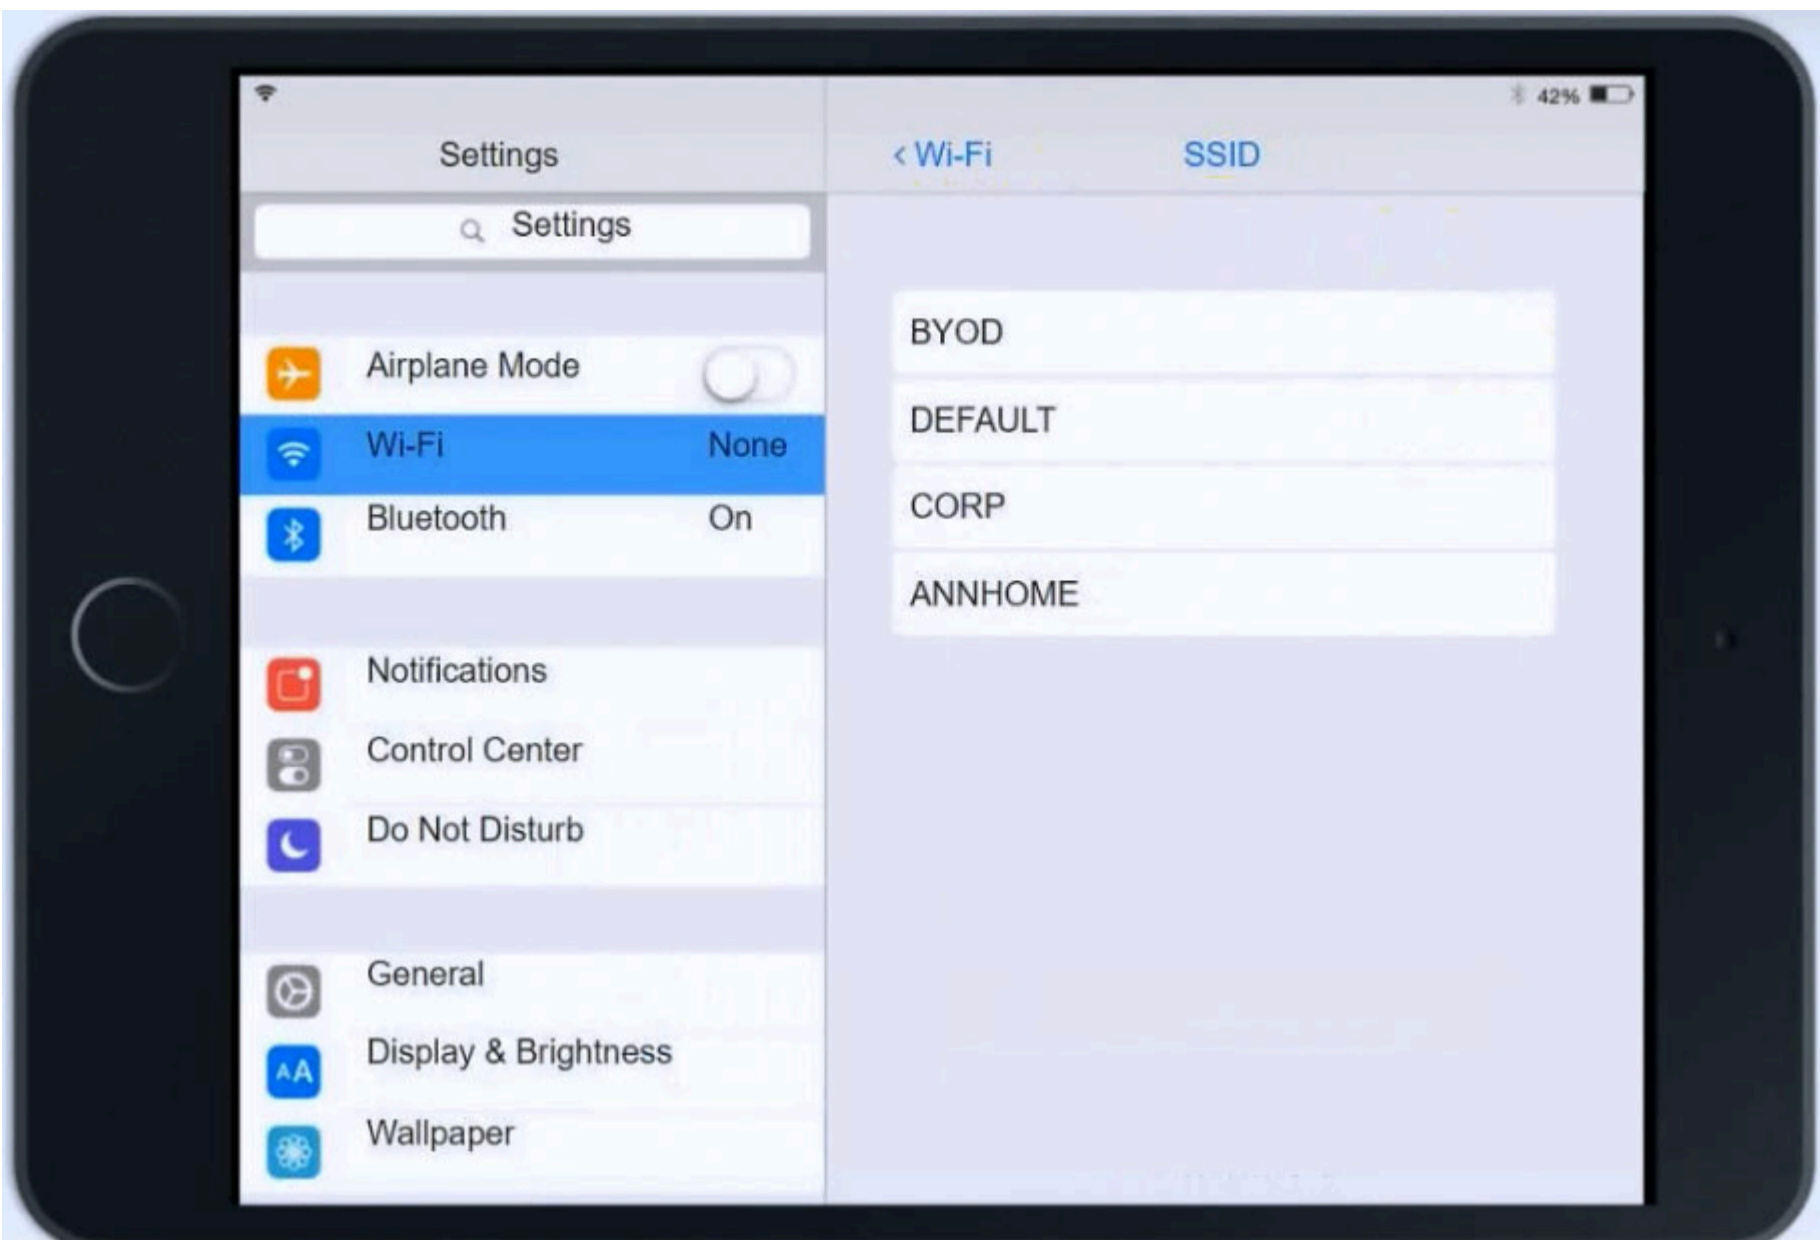 42%
Settings
< Wi-Fi
SSID
Settings
Airplane Mode
Wi-Fi None
Bluetooth On
Notifications
Control Center
Do Not Disturb
General
AA Display & Brightness
Wallpaper
BYOD
DEFAULT
CORP
ANNHOME